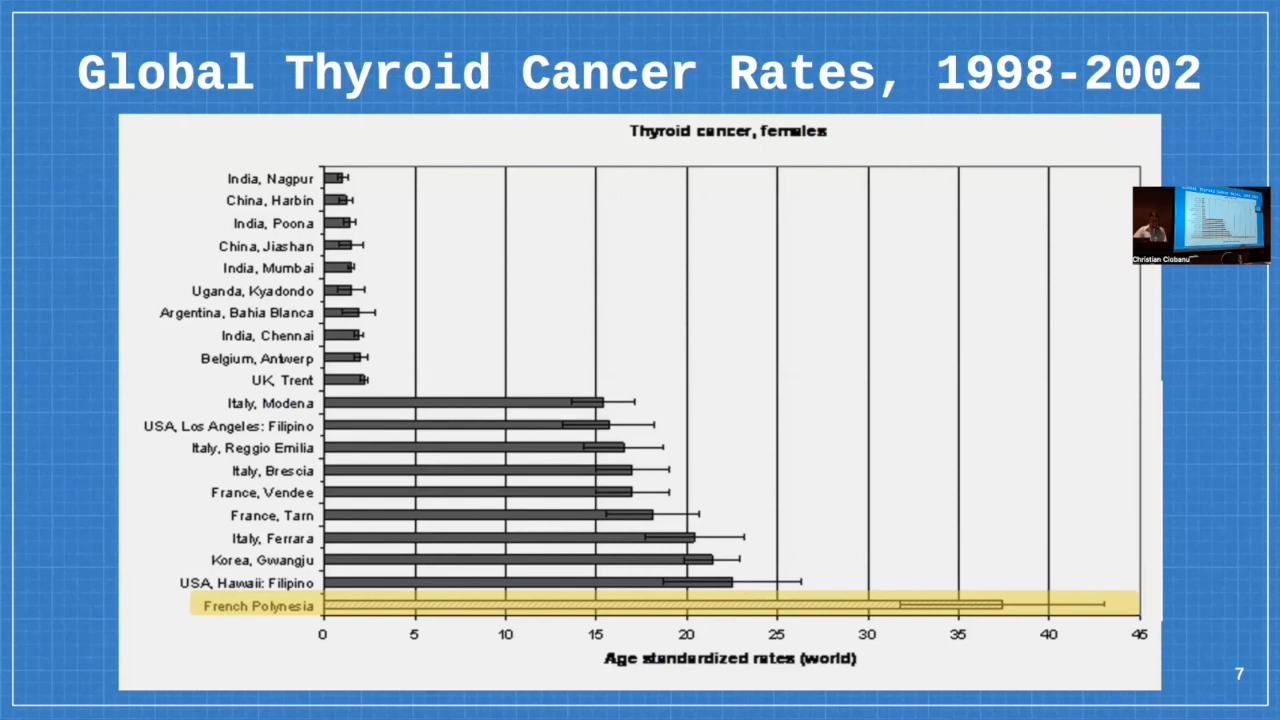 Global Thyroid Cancer Rates, 1998-2002
Thyroid cancer, females
India, Nagpur
China, Harbin
India, Poona
China, Jiashan
India, Mumbai
Uganda, Kyadondo
Argentina, Bahia Blanca
India, Chennai
Belgium, Antwerp
UK, Trent
Italy, Modena
USA, Los Angeles: Filipino
Italy, Reggio Emilia
Italy, Brescia
France, Vendee
France, Tarn
Italy, Ferrara
Korea, Gwangju
USA, Hawaii: Filipino
French Polynesia
0 5 10 15 20 25 30 35 40 45
Age standardized rates (world)
Christian Ciobanu
7